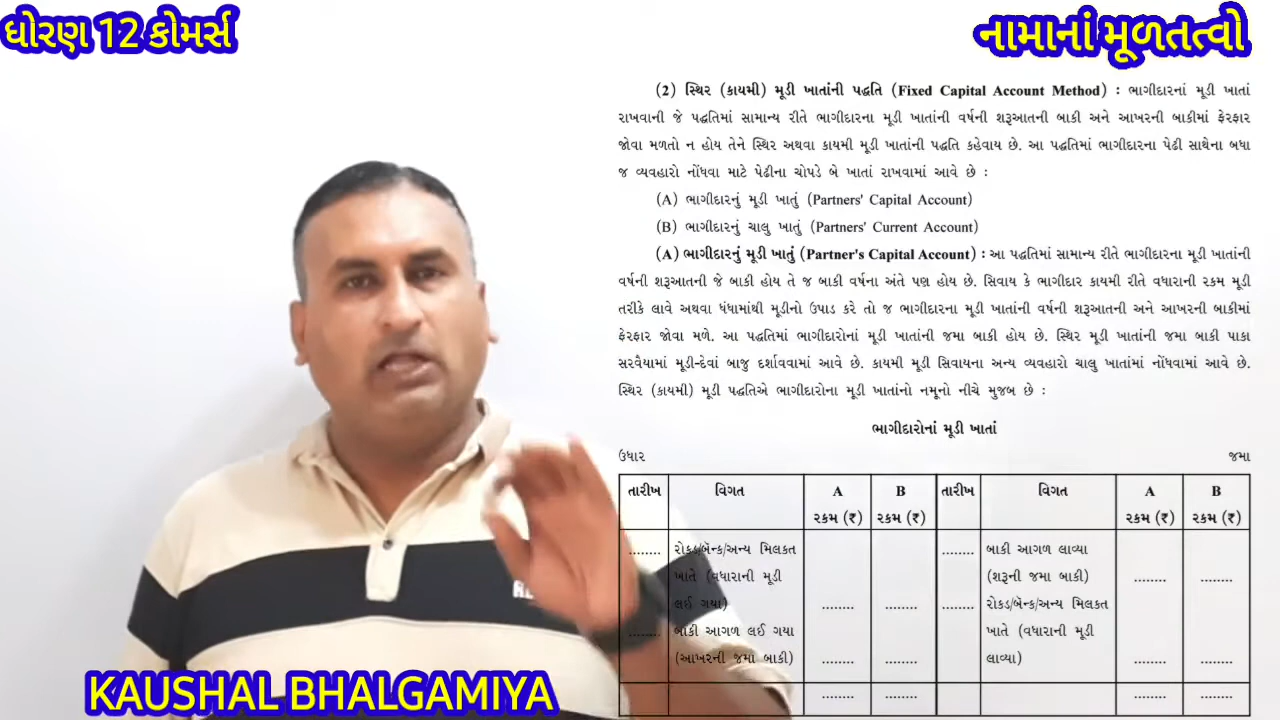 ધોરણ 12 કોમર્સ
નામાનાં મૂળતત્વો
(2) સ્થિર (કાયમી) મૂડી ખાતાંની પદ્ધતિ (Fixed Capital Account Method) : ભાગીદારનાં મૂડી ખાતાં
રાખવાની જે પદ્ધતિમાં સામાન્ય રીતે ભાગીદારના મૂડી ખાતાંની વર્ષની શરૂઆતની બાકી અને આખરની બાકીમાં ફેરફાર
જોવા મળતો ન હોય તેને સ્થિર અથવા કાયમી મૂડી ખાતાંની પદ્ધતિ કહેવાય છે. આ પદ્ધતિમાં ભાગીદારના પેઢી સાથેના બધા
જ વ્યવહારો નોંધવા માટે પેઢીના ચોપડે બે ખાતાં રાખવામાં આવે છે :
(A) ભાગીદારનું મૂડી ખાતું (Partners' Capital Account)
(B) ભાગીદારનું ચાલુ ખાતું (Partners' Current Account)
(A) ભાગીદારનું મૂડી ખાતું (Partner's Capital Account) : આ પદ્ધતિમાં સામાન્ય રીતે ભાગીદારના મૂડી ખાતાંની
વર્ષની શરૂઆતની જે બાકી હોય તે જ બાકી વર્ષના અંતે પણ હોય છે. સિવાય કે ભાગીદાર કાયમી રીતે વધારાની રકમ મૂડી
તરીકે લાવે અથવા ધંધામાંથી મૂડીનો ઉપાડ કરે તો જ ભાગીદારના મૂડી ખાતાંની વર્ષની શરૂઆતની અને આખરની બાકીમાં
ફેરફાર જોવા મળે. આ પદ્ધતિમાં ભાગીદારોનાં મૂડી ખાતાંની જમા બાકી હોય છે. સ્થિર મૂડી ખાતાંની જમા બાકી પાકા
સરવૈયામાં મૂડી-દેવાં બાજુ દર્શાવવામાં આવે છે. કાયમી મૂડી સિવાયના અન્ય વ્યવહારો ચાલુ ખાતાંમાં નોંધવામાં આવે છે.
સ્થિર (કાયમી) મૂડી પદ્ધતિએ ભાગીદારોના મૂડી ખાતાંનો નમૂનો નીચે મુજબ છે :
ભાગીદારોનાં મૂડી ખાતાં
ઉધાર જમા
તારીખ વિગત A B તારીખ વિગત A B
રકમ (₹) રકમ (₹) રકમ (₹) રકમ (₹)
........ રોકડ/બૅન્ક/અન્ય મિલકત ........ બાકી આગળ લાવ્યા
ખાતે (વધારાની મૂડી (શરૂની જમા બાકી) ........ ........
લઈ ગયા) ........ ........ ........ રોકડ/બૅન્ક/અન્ય મિલકત
........ બાકી આગળ લઈ ગયા ખાતે (વધારાની મૂડી
(આખરની જમા બાકી) ........ ........ લાવ્યા) ........ ........
........ ........ ........ ........
KAUSHAL BHALGAMIYA